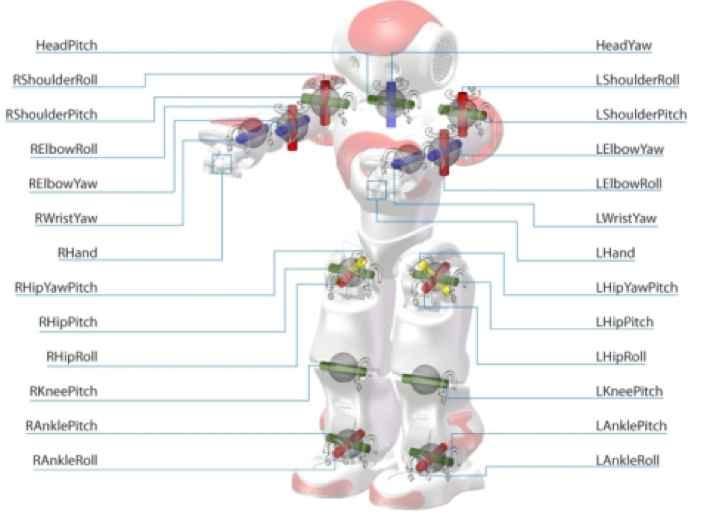 HeadPitch
RShoulderRoll
RShoulderPitch
RElbowRoll
RElbowYaw
RWristYaw
RHand
RHipYawPitch
RHipPitch
RHipRoll
RKneePitch
RAnklePitch
RAnkleRoll
HeadYaw
LShoulderRoll
LShoulderPitch
LElbowYaw
LElbowRoll
LWristYaw
LHand
LHipYawPitch
LHipPitch
LHipRoll
LKneePitch
LAnklePitch
LAnkleRoll